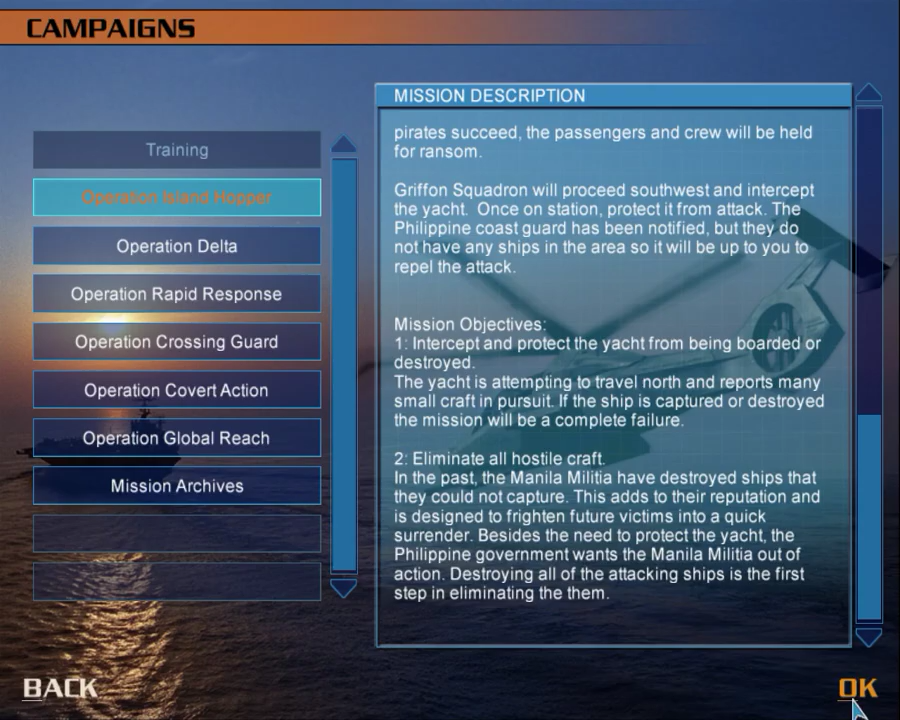 CAMPAIGNS
Training
Operation Island Hopper
Operation Delta
Operation Rapid Response
Operation Crossing Guard
Operation Covert Action
Operation Global Reach
Mission Archives
MISSION DESCRIPTION
pirates succeed, the passengers and crew will be held
for ransom.
Griffon Squadron will proceed southwest and intercept
the yacht. Once on station, protect it from attack. The
Philippine coast guard has been notified, but they do
not have any ships in the area so it will be up to you to
repel the attack.
Mission Objectives:
1: Intercept and protect the yacht from being boarded or
destroyed.
The yacht is attempting to travel north and reports many
small craft in pursuit. If the ship is captured or destroyed
the mission will be a complete failure.
2: Eliminate all hostile craft.
In the past, the Manila Militia have destroyed ships that
they could not capture. This adds to their reputation and
is designed to frighten future victims into a quick
surrender. Besides the need to protect the yacht, the
Philippine government wants the Manila Militia out of
action. Destroying all of the attacking ships is the first
step in eliminating the them.
BACK
OK